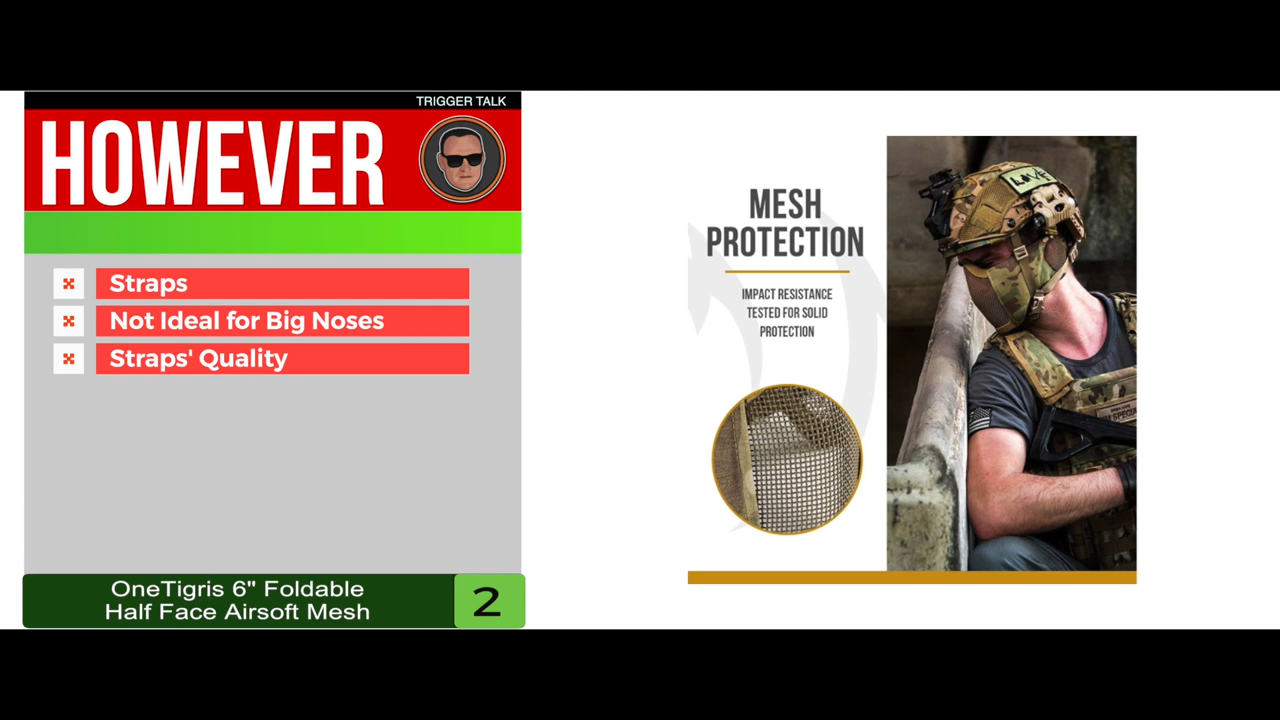 TRIGGER TALK
HOWEVER
Straps
Not Ideal for Big Noses
Straps' Quality
OneTigris 6" Foldable
Half Face Airsoft Mesh
2
MESH
PROTECTION
IMPACT RESISTANCE
TESTED FOR SOLID
PROTECTION